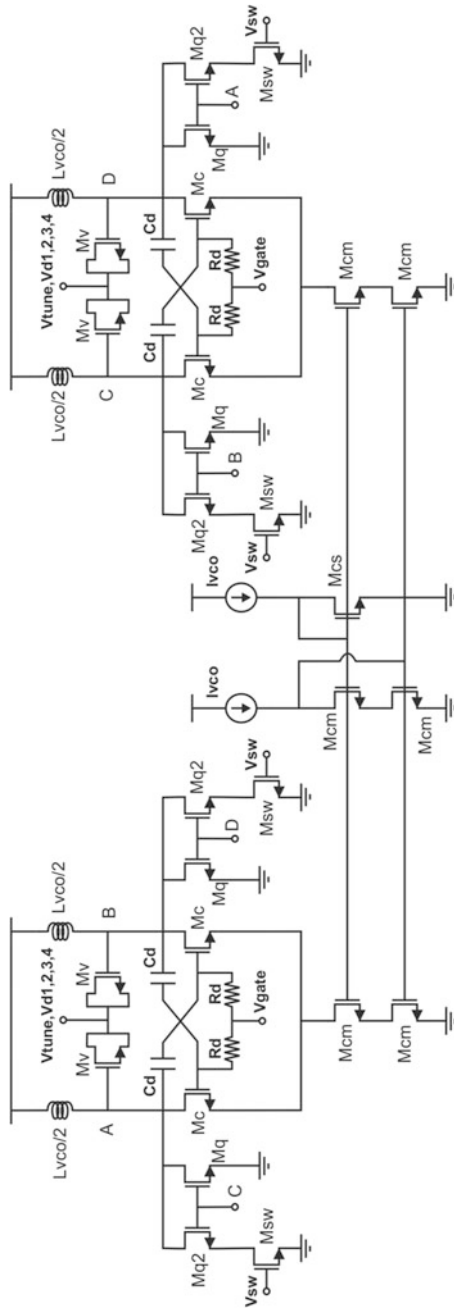 Vtune,Vd1,2,3,4
Lvco/2
Lvco/2
A
Mv
Mv
B
Cd
Cd
Mq2
Mq
C
Vsw
Msw
Mc
Mc
Rd
Rd
Vgate
Mq
Mq2
D
Vsw
Msw
Mcm
Mcm
Ivco
Ivco
Mcm
Mcs
Mcm
Vtune,Vd1,2,3,4
Lvco/2
Lvco/2
C
Mv
Mv
D
Cd
Cd
Mq2
Mq
B
Vsw
Msw
Mc
Mc
Rd
Rd
Vgate
Mq
Mq2
A
Vsw
Msw
Mcm
Mcm